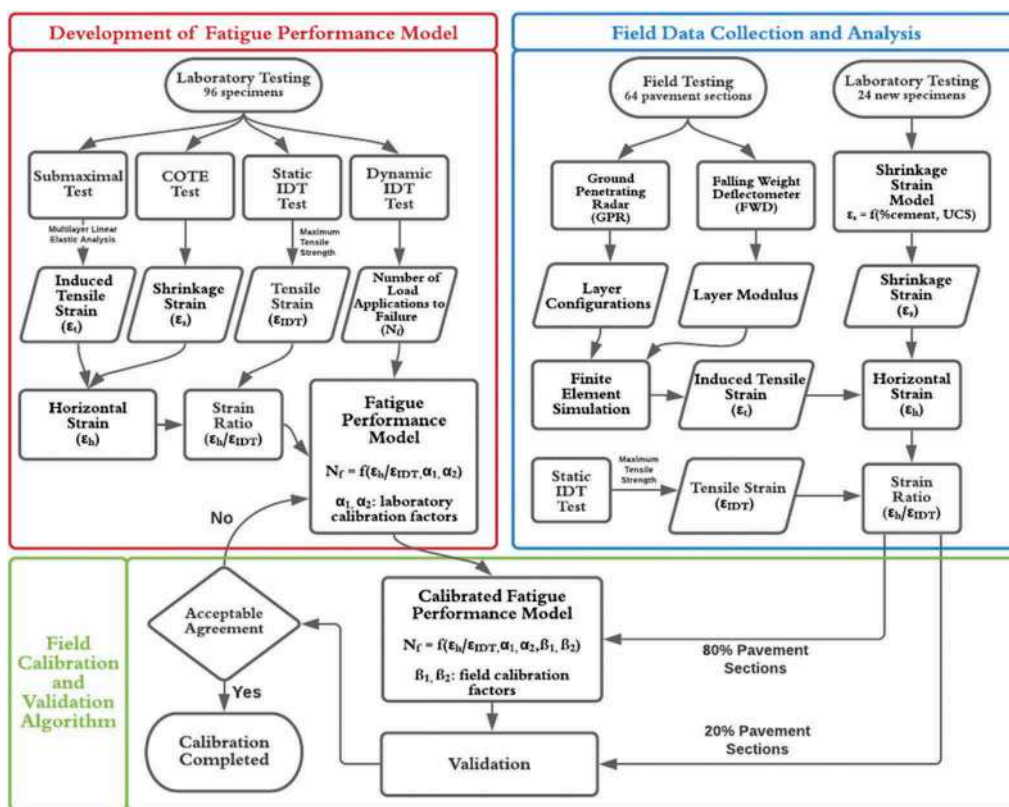 Development of Fatigue Performance Model
Laboratory Testing
96 specimens
Submaximal
Test
COTE
Test
Static
IDT
Test
Dynamic
IDT Test
Multilayer Linear
Elastic Analysis
Maximum
Tensile
Strength
Induced
Tensile
Strain
(εt)
Shrinkage
Strain
(εs)
Tensile
Strain
(εIDT)
Number of
Load
Applications to
Failure
(Nf)
Horizontal
Strain
(εh)
Strain
Ratio
(εh/εIDT)
Fatigue
Performance
Model
Nf = f(εh/εIDT,α1,α2)
α1,α2: laboratory
calibration factors
Field Data Collection and Analysis
Field Testing
64 pavement sections
Laboratory Testing
24 new specimens
Ground
Penetrating
Radar
(GPR)
Falling Weight
Deflectometer
(FWD)
Shrinkage
Strain
Model
εs = f(%cement, UCS)
Layer
Configurations
Layer Modulus
Shrinkage
Strain
(εs)
Finite
Element
Simulation
Induced Tensile
Strain
(εt)
Horizontal
Strain
(εh)
Static
IDT
Test
Maximum
Tensile
Strength
Tensile Strain
(εIDT)
Strain
Ratio
(εh/εIDT)
Field
Calibration
and
Validation
Algorithm
No
Acceptable
Agreement
Yes
Calibration
Completed
Calibrated Fatigue
Performance Model
Nf = f(εh/εIDT,α1,α2,ß1,ß2)
ß1,ß2: field calibration
factors
Validation
80% Pavement
Sections
20% Pavement
Sections